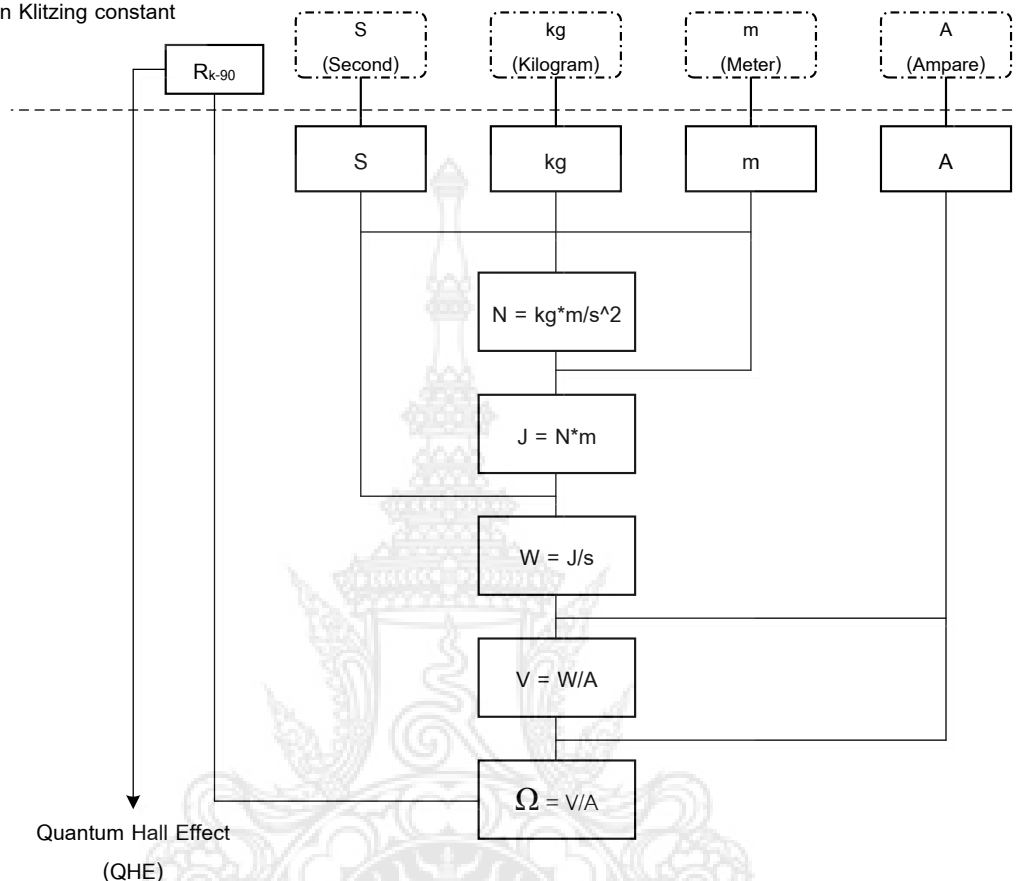 n Klitzing constant
S
(Second)
kg
(Kilogram)
m
(Meter)
A
(Ampare)
Rk-90
S
kg
m
A
N = kg*m/s^2
J = N*m
W = J/s
V = W/A
Ω = V/A
Quantum Hall Effect
(QHE)